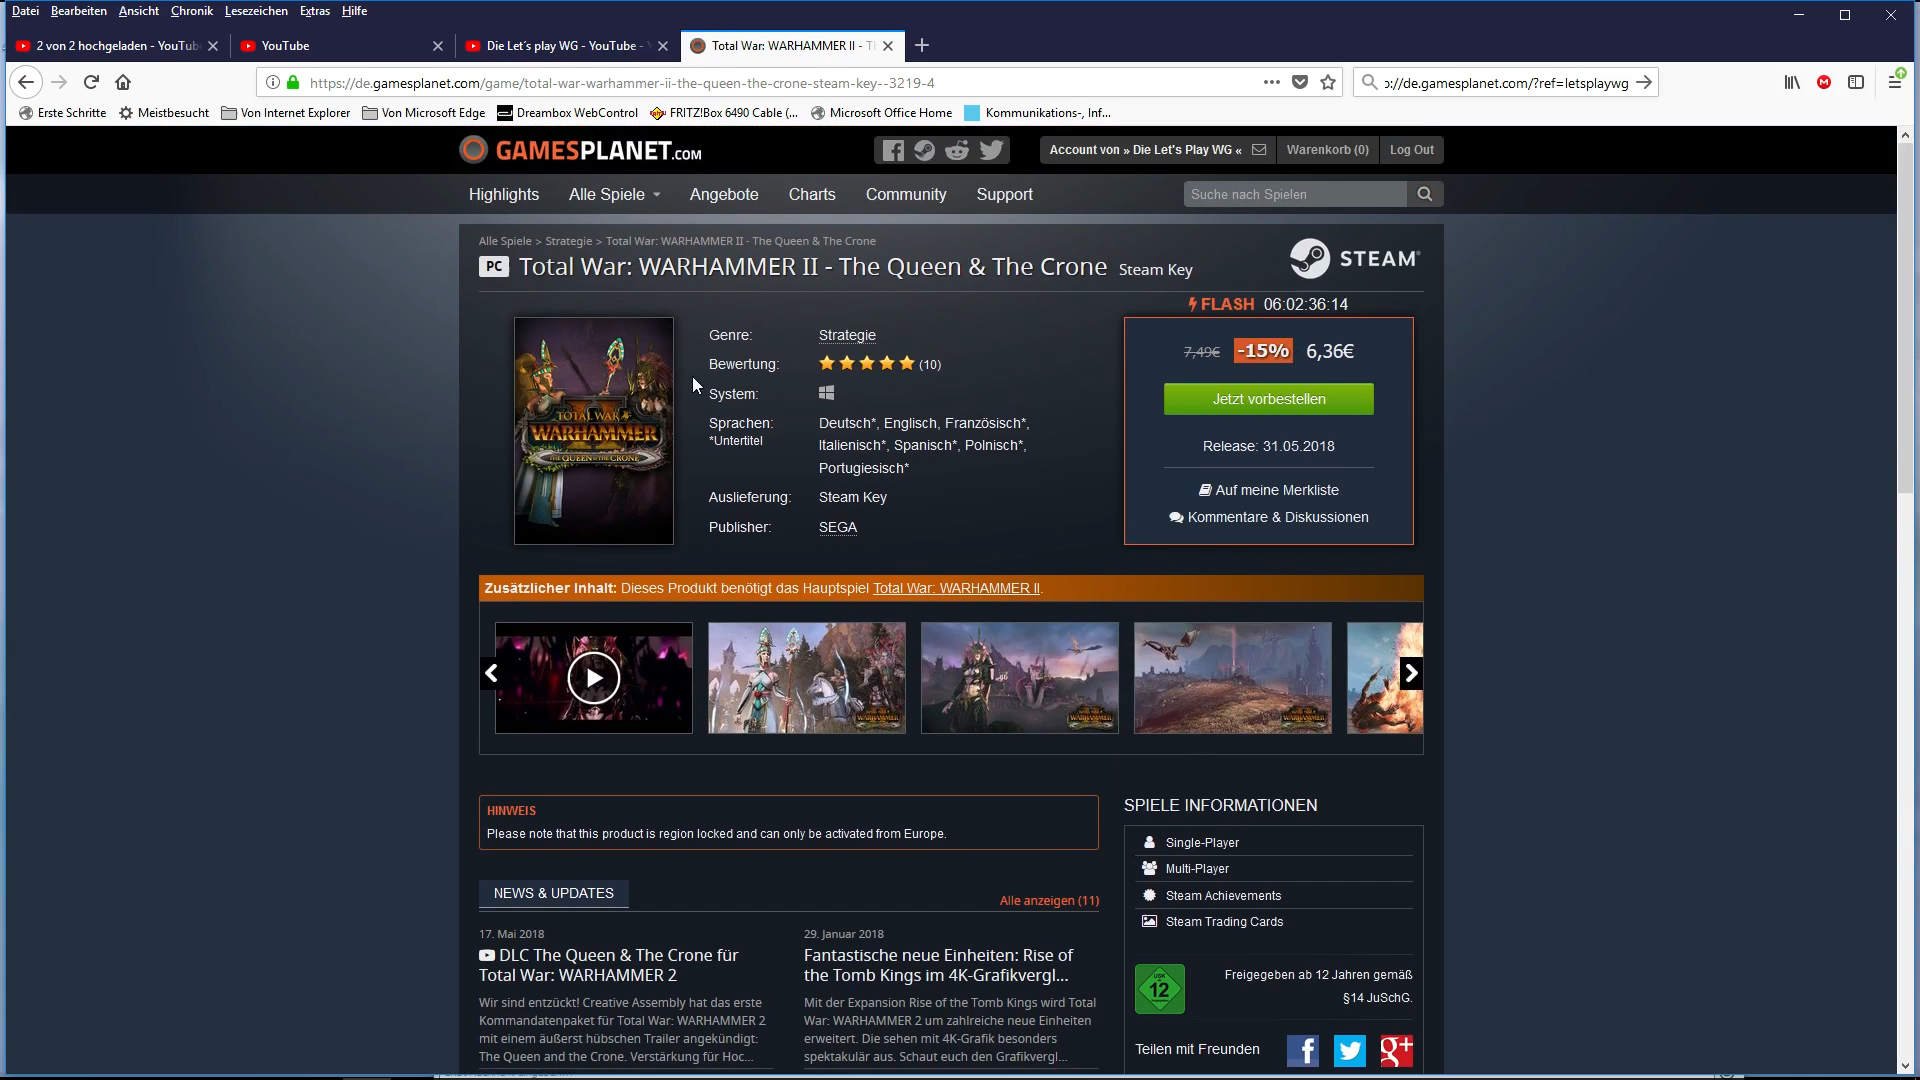 Datei Bearbeiten Ansicht Chronik Lesezeichen Extras Hilfe
2 von 2 hochgeladen - YouTube
YouTube
Die Let´s play WG - YouTube -
Total War: WARHAMMER II - T
https://de.gamesplanet.com/game/total-war-warhammer-ii-the-queen-the-crone-steam-key--3219-4
://de.gamesplanet.com/?ref=letsplaywg
Erste Schritte Meistbesucht Von Internet Explorer Von Microsoft Edge Dreambox WebControl FRITZ!Box 6490 Cable (... Microsoft Office Home Kommunikations-, Inf...
GAMESPLANET.COM
Account von » Die Let's Play WG « Warenkorb (0) Log Out
Highlights Alle Spiele Angebote Charts Community Support
Suche nach Spielen
Alle Spiele > Strategie > Total War: WARHAMMER II - The Queen & The Crone
PC Total War: WARHAMMER II - The Queen & The Crone Steam Key
STEAM
FLASH 06:02:36:14
TOTAL WAR
WARHAMMER
THE QUEEN & THE CRONE
Genre: Strategie
Bewertung: (10)
System:
Sprachen: Deutsch*, Englisch, Französisch*,
*Untertitel Italienisch*, Spanisch*, Polnisch*,
Portugiesisch*
Auslieferung: Steam Key
Publisher: SEGA
7,49€ -15% 6,36€
Jetzt vorbestellen
Release: 31.05.2018
Auf meine Merkliste
Kommentare & Diskussionen
Zusätzlicher Inhalt: Dieses Produkt benötigt das Hauptspiel Total War: WARHAMMER II.
WARHAMMER
WARHAMMER
WARHAMMER
HINWEIS
Please note that this product is region locked and can only be activated from Europe.
NEWS & UPDATES
Alle anzeigen (11)
17. Mai 2018
DLC The Queen & The Crone für
Total War: WARHAMMER 2
Wir sind entzückt! Creative Assembly hat das erste
Kommandatenpaket für Total War: WARHAMMER 2
mit einem äußerst hübschen Trailer angekündigt:
The Queen and the Crone. Verstärkung für Hoc...
29. Januar 2018
Fantastische neue Einheiten: Rise of
the Tomb Kings im 4K-Grafikvergl...
Mit der Expansion Rise of the Tomb Kings wird Total
War: WARHAMMER 2 um zahlreiche neue Einheiten
erweitert. Die sehen mit 4K-Grafik besonders
spektakulär aus. Schaut euch den Grafikvergl...
SPIELE INFORMATIONEN
Single-Player
Multi-Player
Steam Achievements
Steam Trading Cards
USK
12
Freigegeben ab 12 Jahren gemäß
§14 JuSchG.
Teilen mit Freunden